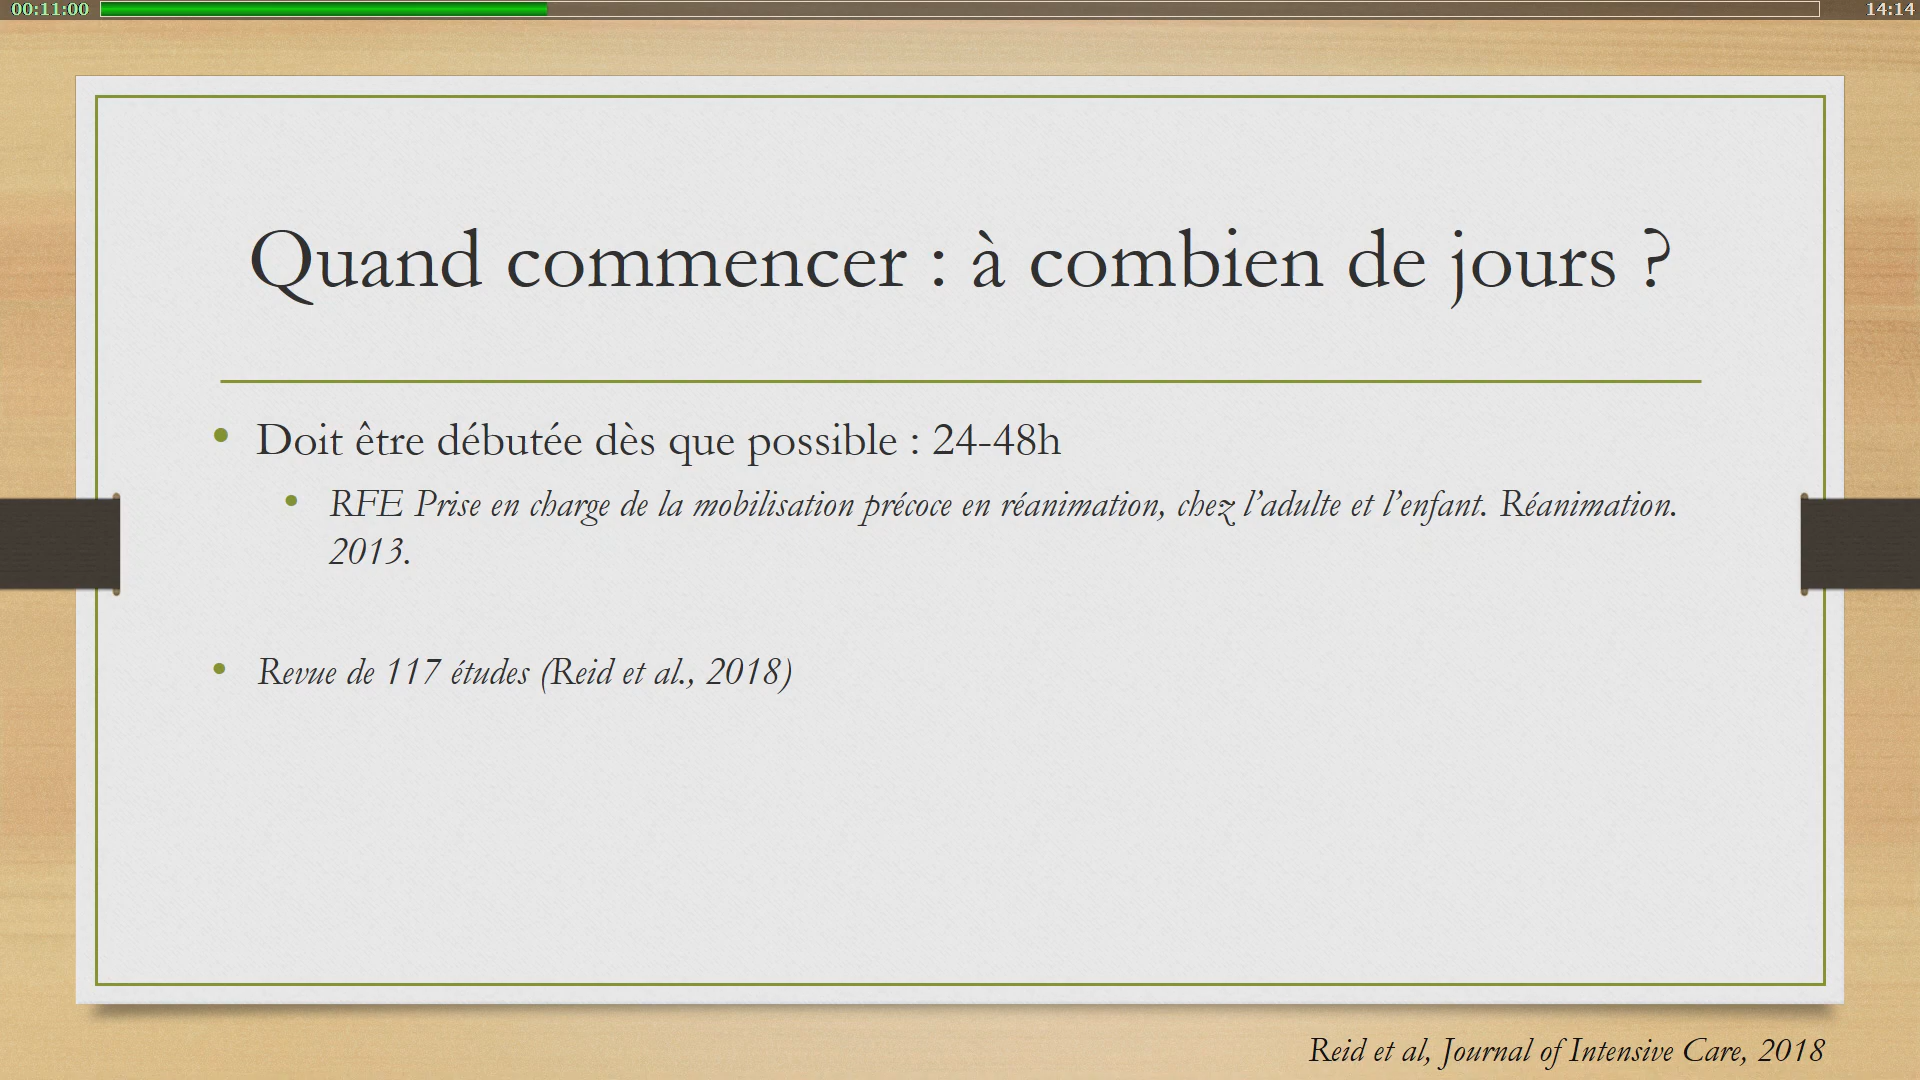 00:11:00
14:14
Quand commencer : à combien de jours ?
• Doit être débutée dès que possible : 24-48h
• RFE Prise en charge de la mobilisation précoce en réanimation, chez l’adulte et l’enfant. Réanimation.
2013.
• Revue de 117 études (Reid et al., 2018)
Reid et al, Journal of Intensive Care, 2018